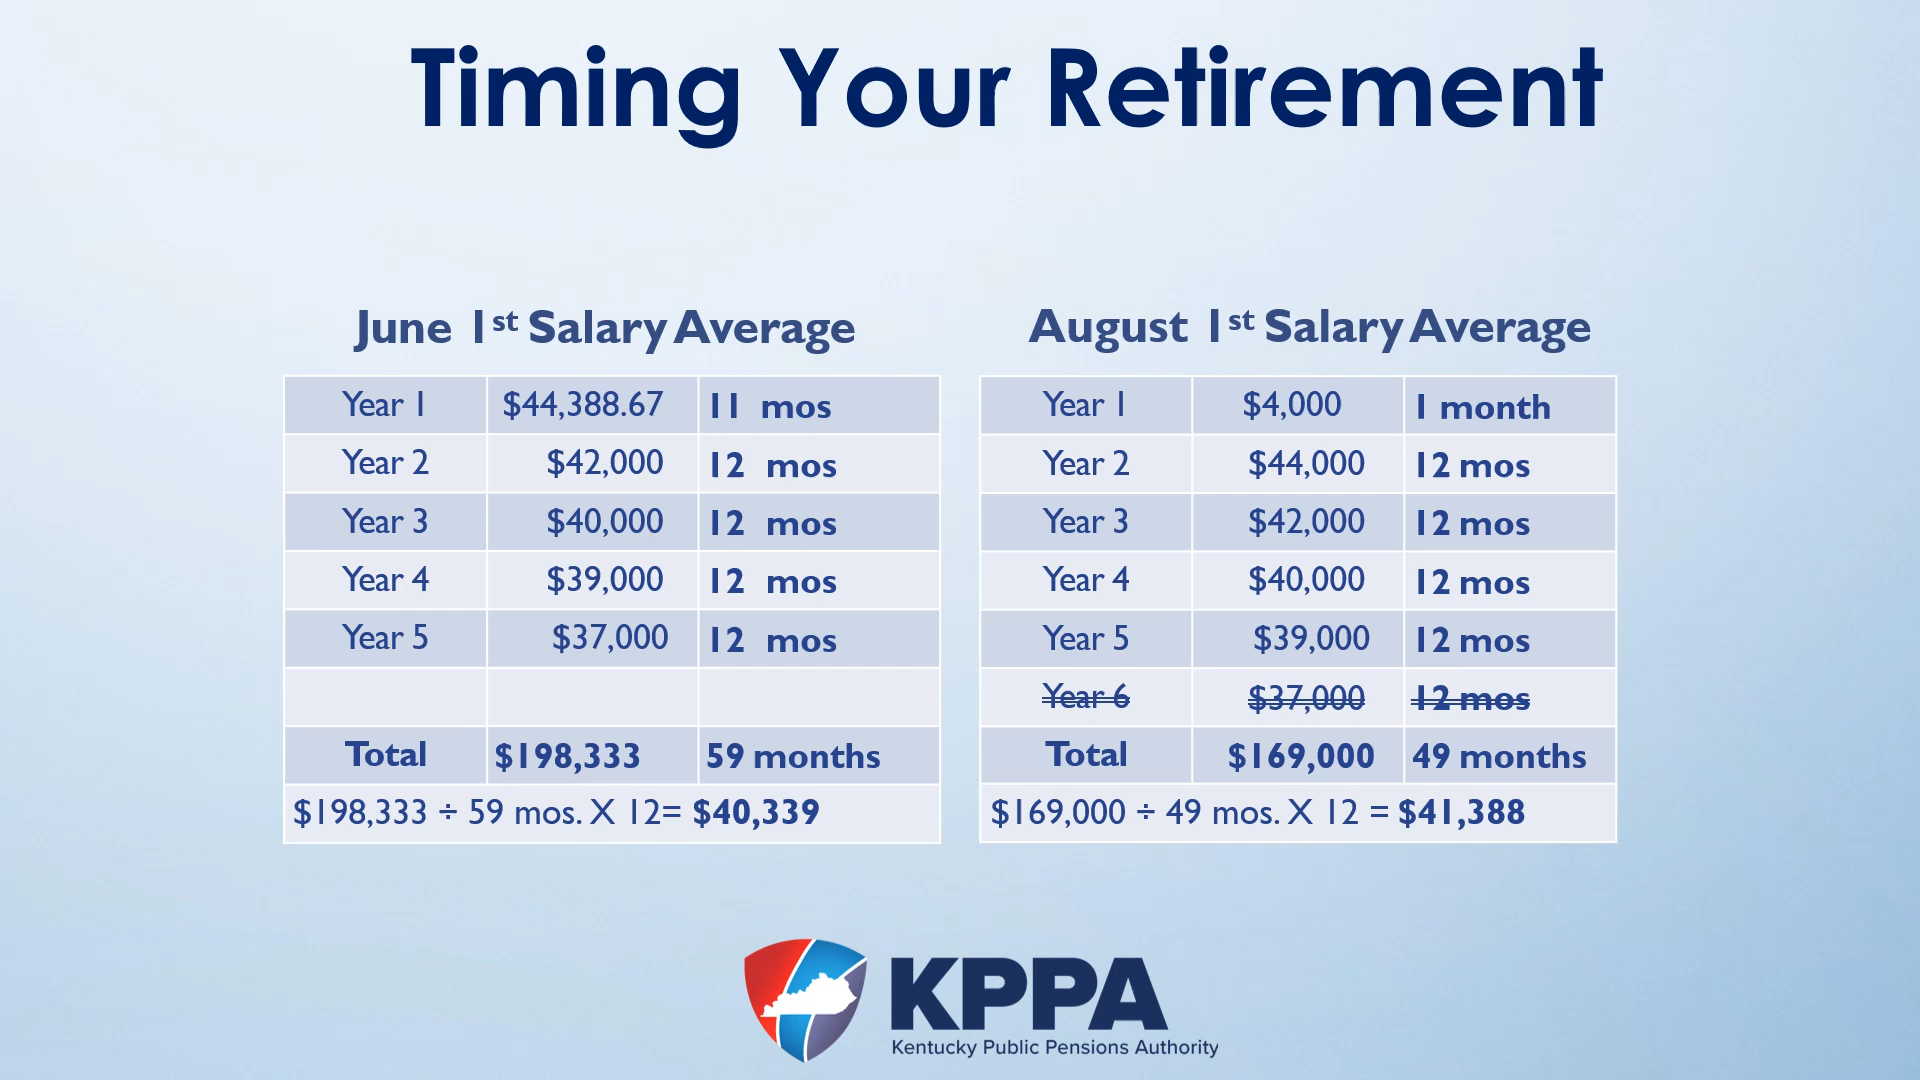 Timing Your Retirement
June 1st Salary Average
Year 1 $44,388.67 11 mos
Year 2 $42,000 12 mos
Year 3 $40,000 12 mos
Year 4 $39,000 12 mos
Year 5 $37,000 12 mos
Total $198,333 59 months
$198,333 ÷ 59 mos. X 12= $40,339
August 1st Salary Average
Year 1 $4,000 1 month
Year 2 $44,000 12 mos
Year 3 $42,000 12 mos
Year 4 $40,000 12 mos
Year 5 $39,000 12 mos
Year 6 $37,000 12 mos
Total $169,000 49 months
$169,000 ÷ 49 mos. X 12 = $41,388
KPPA
Kentucky Public Pensions Authority